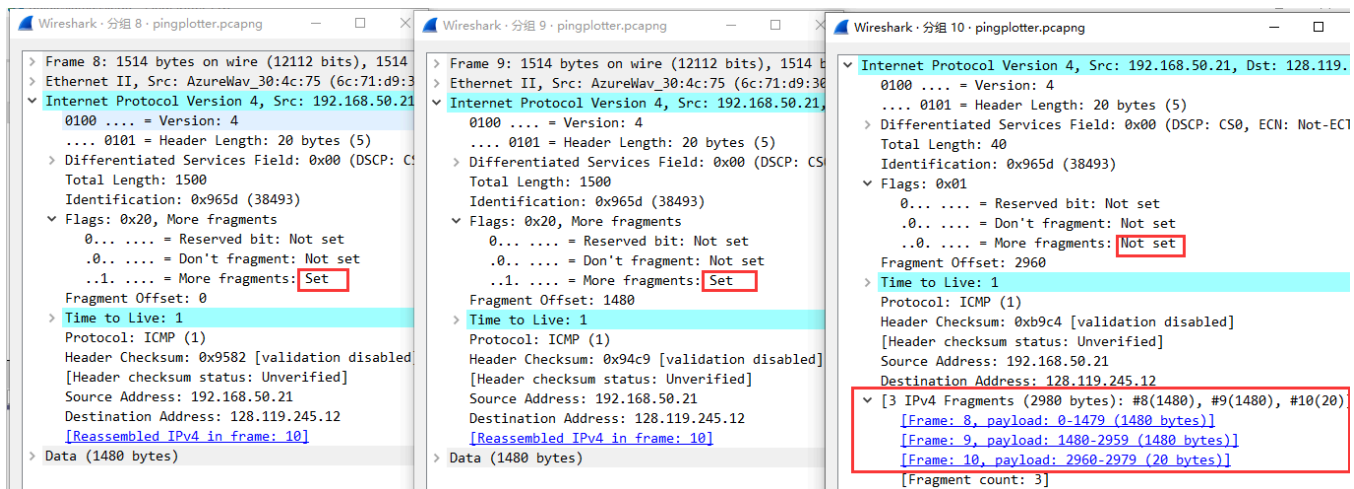 Wireshark · 分组 8 · pingplotter.pcapng
Frame 8: 1514 bytes on wire (12112 bits), 1514
Ethernet II, Src: AzureWav_30:4c:75 (6c:71:d9:3
Internet Protocol Version 4, Src: 192.168.50.21
0100 .... = Version: 4
.... 0101 = Header Length: 20 bytes (5)
Differentiated Services Field: 0x00 (DSCP: CS
Total Length: 1500
Identification: 0x965d (38493)
Flags: 0x20, More fragments
0... .... = Reserved bit: Not set
.0.. .... = Don't fragment: Not set
..1. .... = More fragments: Set
Fragment Offset: 0
Time to Live: 1
Protocol: ICMP (1)
Header Checksum: 0x9582 [validation disabled
[Header checksum status: Unverified]
Source Address: 192.168.50.21
Destination Address: 128.119.245.12
[Reassembled IPv4 in frame: 10]
Data (1480 bytes)
Wireshark · 分组 9 · pingplotter.pcapng
Frame 9: 1514 bytes on wire (12112 bits), 1514 b
Ethernet II, Src: AzureWav_30:4c:75 (6c:71:d9:30
Internet Protocol Version 4, Src: 192.168.50.21,
0100 .... = Version: 4
.... 0101 = Header Length: 20 bytes (5)
Differentiated Services Field: 0x00 (DSCP: CS0
Total Length: 1500
Identification: 0x965d (38493)
Flags: 0x20, More fragments
0... .... = Reserved bit: Not set
.0.. .... = Don't fragment: Not set
..1. .... = More fragments: Set
Fragment Offset: 1480
Time to Live: 1
Protocol: ICMP (1)
Header Checksum: 0x94c9 [validation disabled]
[Header checksum status: Unverified]
Source Address: 192.168.50.21
Destination Address: 128.119.245.12
[Reassembled IPv4 in frame: 10]
Data (1480 bytes)
Wireshark · 分组 10 · pingplotter.pcapng
Internet Protocol Version 4, Src: 192.168.50.21, Dst: 128.119.
0100 .... = Version: 4
.... 0101 = Header Length: 20 bytes (5)
Differentiated Services Field: 0x00 (DSCP: CS0, ECN: Not-ECT
Total Length: 40
Identification: 0x965d (38493)
Flags: 0x01
0... .... = Reserved bit: Not set
.0.. .... = Don't fragment: Not set
..0. .... = More fragments: Not set
Fragment Offset: 2960
Time to Live: 1
Protocol: ICMP (1)
Header Checksum: 0xb9c4 [validation disabled]
[Header checksum status: Unverified]
Source Address: 192.168.50.21
Destination Address: 128.119.245.12
[3 IPv4 Fragments (2980 bytes): #8(1480), #9(1480), #10(20)]
[Frame: 8, payload: 0-1479 (1480 bytes)]
[Frame: 9, payload: 1480-2959 (1480 bytes)]
[Frame: 10, payload: 2960-2979 (20 bytes)]
[Fragment count: 3]